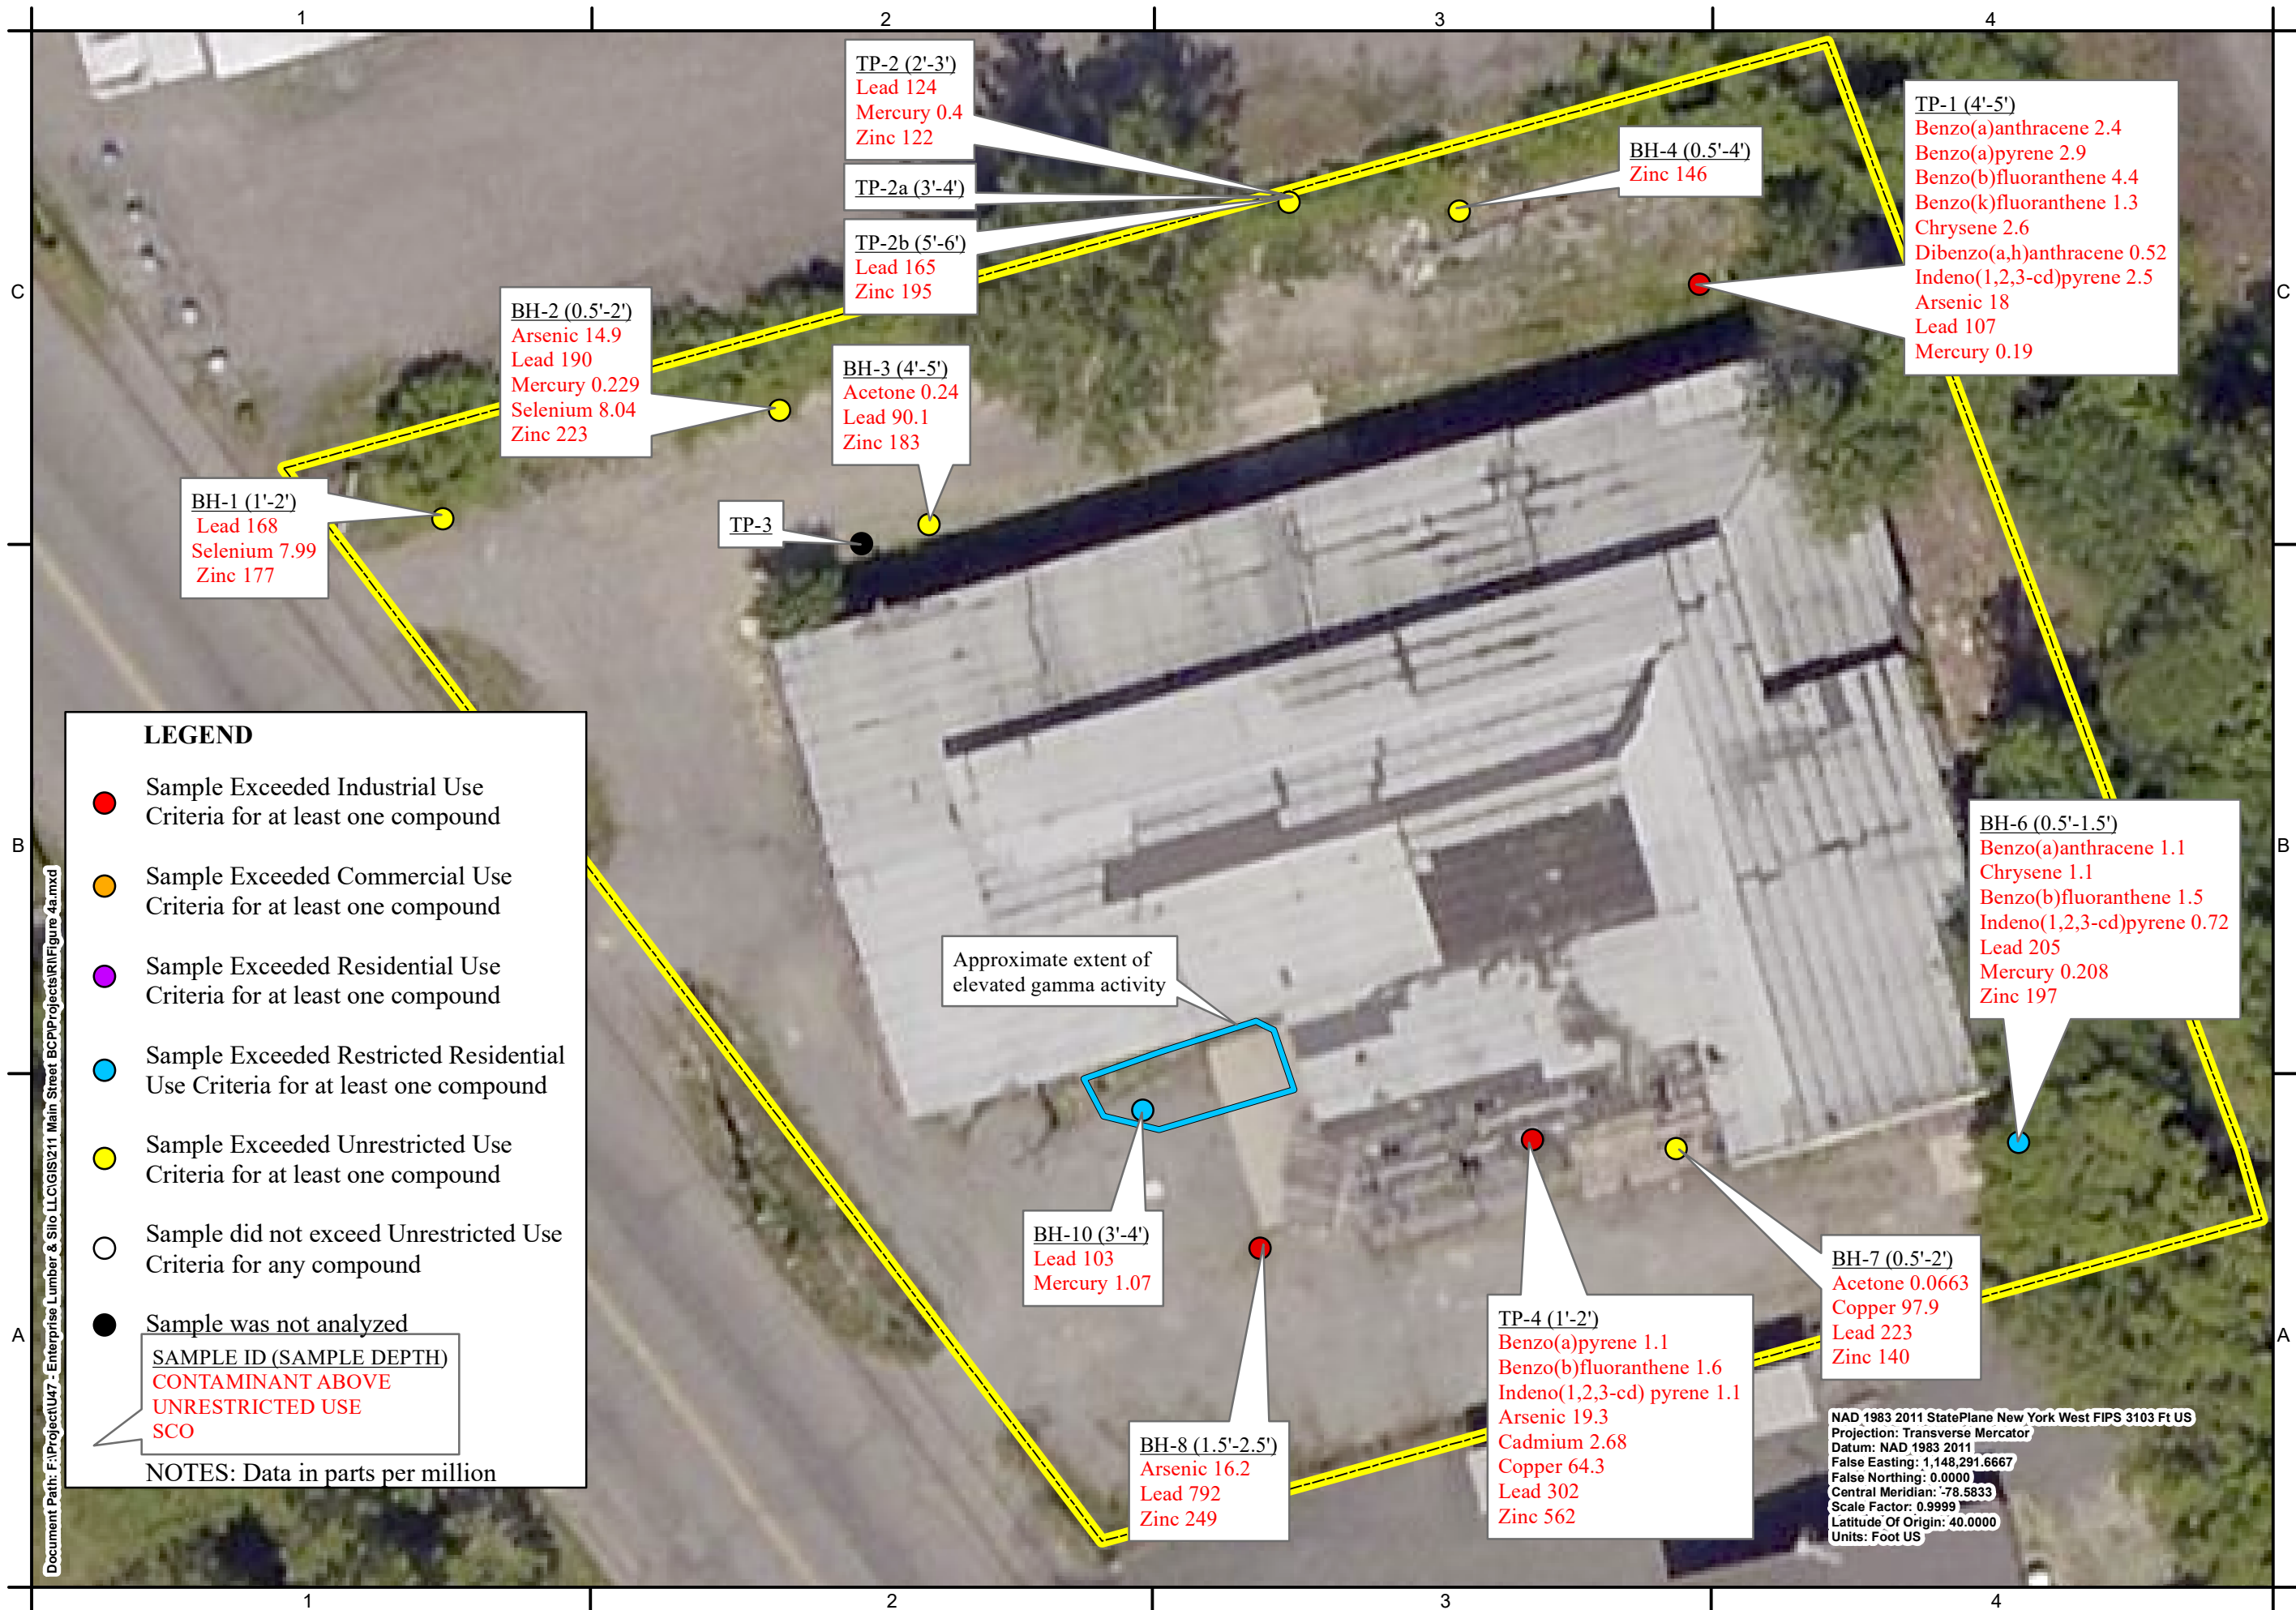 1
2
3
4
TP-2 (2'-3')
Lead 124
Mercury 0.4
Zinc 122
TP-2a (3'-4')
TP-2b (5'-6')
Lead 165
Zinc 195
BH-4 (0.5'-4')
Zinc 146
TP-1 (4'-5')
Benzo(a)anthracene 2.4
Benzo(a)pyrene 2.9
Benzo(b)fluoranthene 4.4
Benzo(k)fluoranthene 1.3
Chrysene 2.6
Dibenzo(a,h)anthracene 0.52
Indeno(1,2,3-cd)pyrene 2.5
Arsenic 18
Lead 107
Mercury 0.19
C
C
BH-2 (0.5'-2')
Arsenic 14.9
Lead 190
Mercury 0.229
Selenium 8.04
Zinc 223
BH-3 (4'-5')
Acetone 0.24
Lead 90.1
Zinc 183
BH-1 (1'-2')
Lead 168
Selenium 7.99
Zinc 177
TP-3
LEGEND
Sample Exceeded Industrial Use
Criteria for at least one compound
Sample Exceeded Commercial Use
Criteria for at least one compound
Sample Exceeded Residential Use
Criteria for at least one compound
Sample Exceeded Restricted Residential
Use Criteria for at least one compound
Sample Exceeded Unrestricted Use
Criteria for at least one compound
Sample did not exceed Unrestricted Use
Criteria for any compound
Sample was not analyzed
SAMPLE ID (SAMPLE DEPTH)
CONTAMINANT ABOVE
UNRESTRICTED USE
SCO
NOTES: Data in parts per million
B
B
BH-6 (0.5'-1.5')
Benzo(a)anthracene 1.1
Chrysene 1.1
Benzo(b)fluoranthene 1.5
Indeno(1,2,3-cd)pyrene 0.72
Lead 205
Mercury 0.208
Zinc 197
Approximate extent of
elevated gamma activity
BH-10 (3'-4')
Lead 103
Mercury 1.07
BH-8 (1.5'-2.5')
Arsenic 16.2
Lead 792
Zinc 249
TP-4 (1'-2')
Benzo(a)pyrene 1.1
Benzo(b)fluoranthene 1.6
Indeno(1,2,3-cd) pyrene 1.1
Arsenic 19.3
Cadmium 2.68
Copper 64.3
Lead 302
Zinc 562
BH-7 (0.5'-2')
Acetone 0.0663
Copper 97.9
Lead 223
Zinc 140
A
A
NAD 1983 2011 StatePlane New York West FIPS 3103 Ft US
Projection: Transverse Mercator
Datum: NAD 1983 2011
False Easting: 1,148,291.6667
False Northing: 0.0000
Central Meridian: -78.5833
Scale Factor: 0.9999
Latitude Of Origin: 40.0000
Units: Foot US
Document Path: F:\Project\U47 - Enterprise Lumber & Silo LLC\GIS\211 Main Street BCP\Projects\RI\Figure 4a.mxd
1
2
3
4